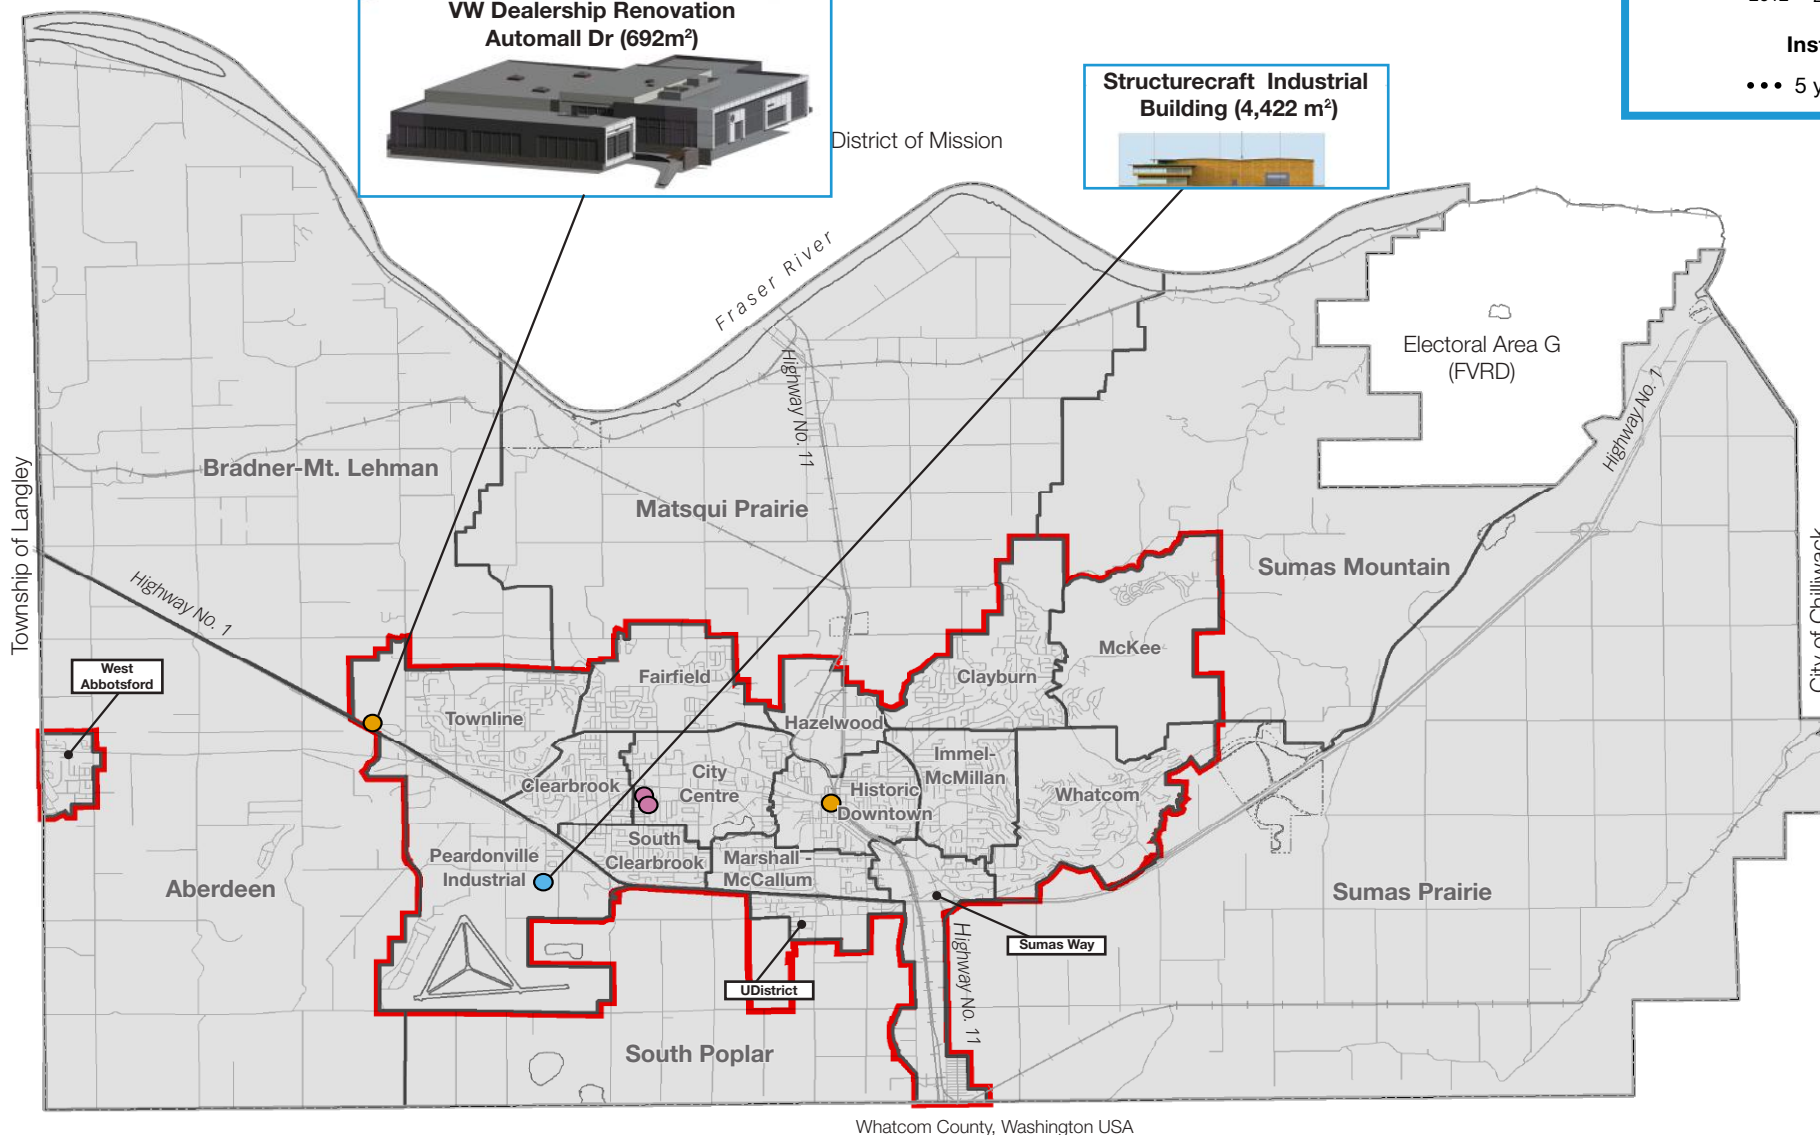 VW Dealership Renovation
Automall Dr (692m²)
Structurecraft Industrial
Building (4,422 m²)
••• 5 y
District of Mission
Fraser River
Highway No. 11
Electoral Area G
(FVRD)
Highway No. 1
Township of Langley
Bradner-Mt. Lehman
Matsqui Prairie
Sumas Mountain
City of Chilliwack
Highway No. 1
West
Abbotsford
McKee
Fairfield
Clayburn
Townline
Hazelwood
Immel-
McMillan
City
Centre
Clearbrook
Historic
Downtown
Whatcom
South
Clearbrook
Marshall -
McCallum
Peardonville
Industrial
Aberdeen
Sumas Prairie
Sumas Way
UDistrict
Highway No. 11
South Poplar
Whatcom County, Washington USA